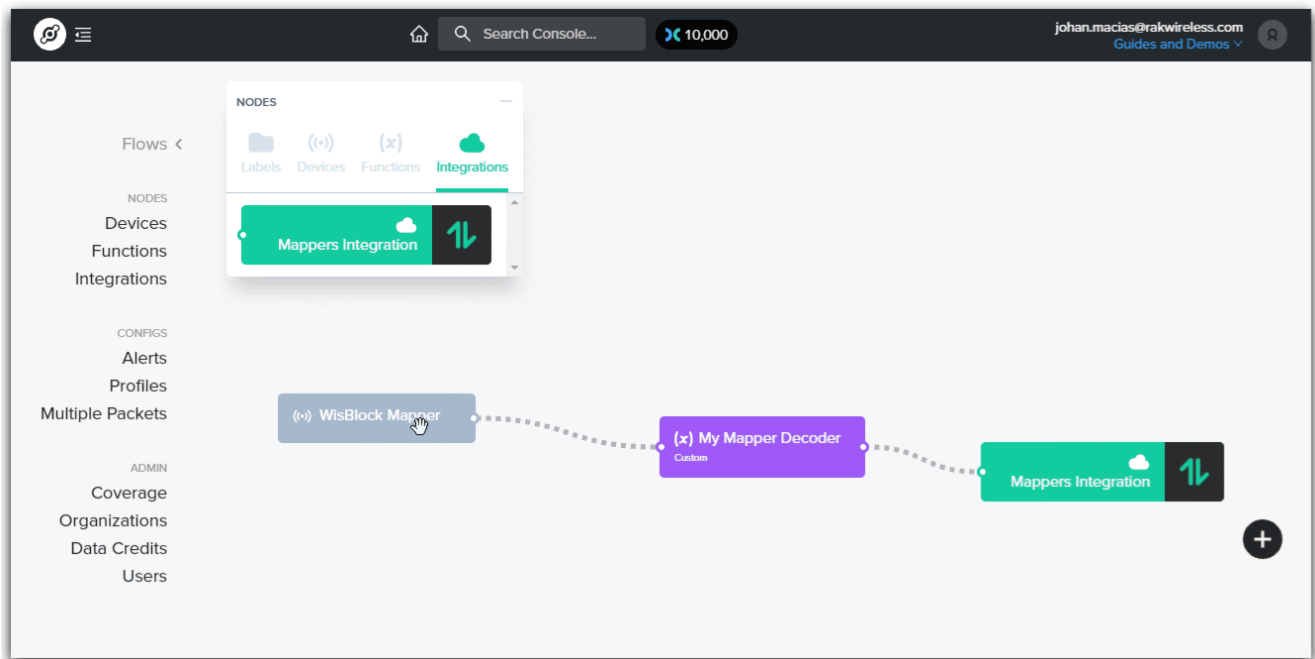 Search Console...
10,000
johan.macias@rakwireless.com
Guides and Demos
NODES
Labels Devices (x) Functions Integrations
Mappers Integration
Flows
NODES
Devices
Functions
Integrations
CONFIGS
Alerts
Profiles
Multiple Packets
ADMIN
Coverage
Organizations
Data Credits
Users
WisBlock Mapper
(x) My Mapper Decoder
Custom
Mappers Integration